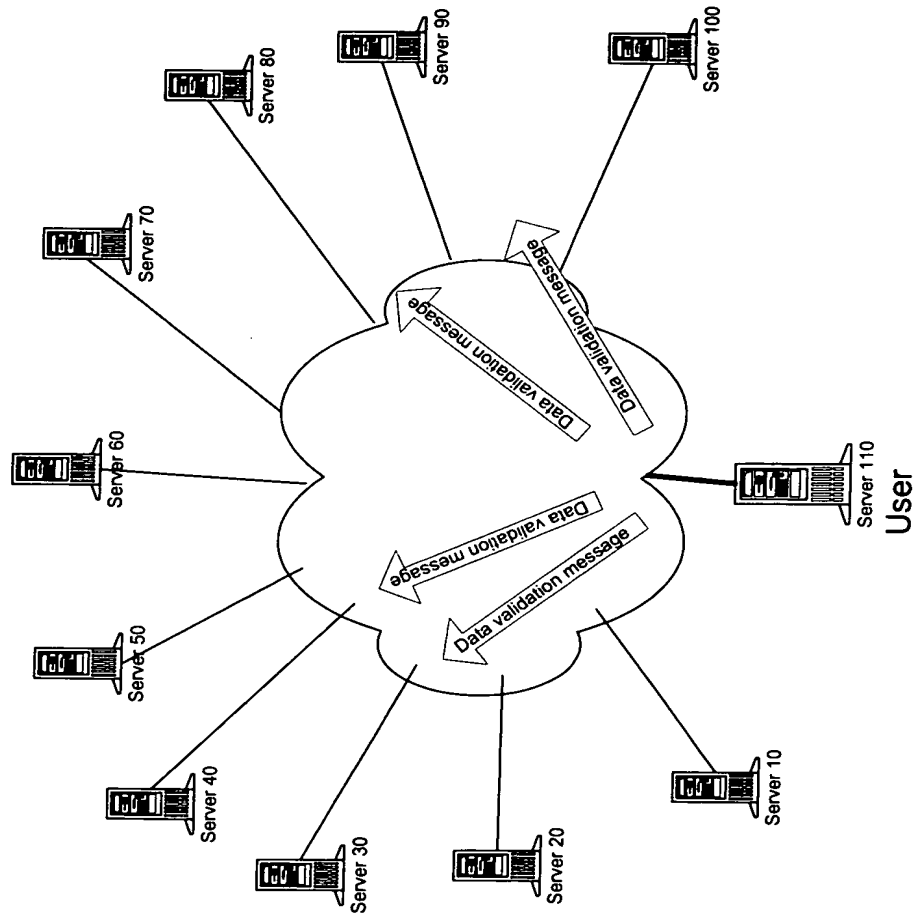 Server 10
Server 20
Server 30
Server 40
Server 50
Server 60
Server 70
Server 80
Server 90
Server 100
Data validation message
Data validation message
Data validation message
Data validation message
Server 110
User